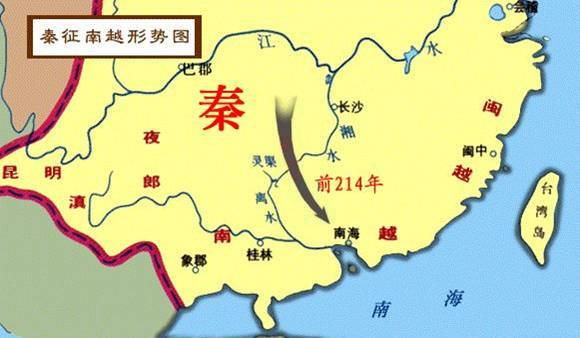 秦征南越形势图
会稽
江
水
巴郡
秦
长沙
湘
水
闽越
夜郎
灵渠
闽中
昆明
滇
前214年
离水
台湾岛
南越
南海
桂林
象郡
南海